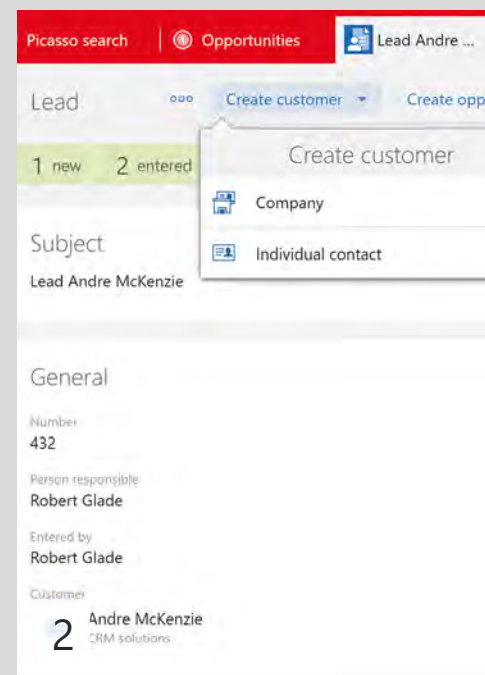 Picasso search
Opportunities
Lead Andre ...
Lead
Create customer
Create opp
1 new 2 entered
Create customer
Company
Individual contact
Subject
Lead Andre McKenzie
General
Number
432
Person responsible
Robert Glade
Entered by
Robert Glade
Customer
2
Andre McKenzie
CRM solutions